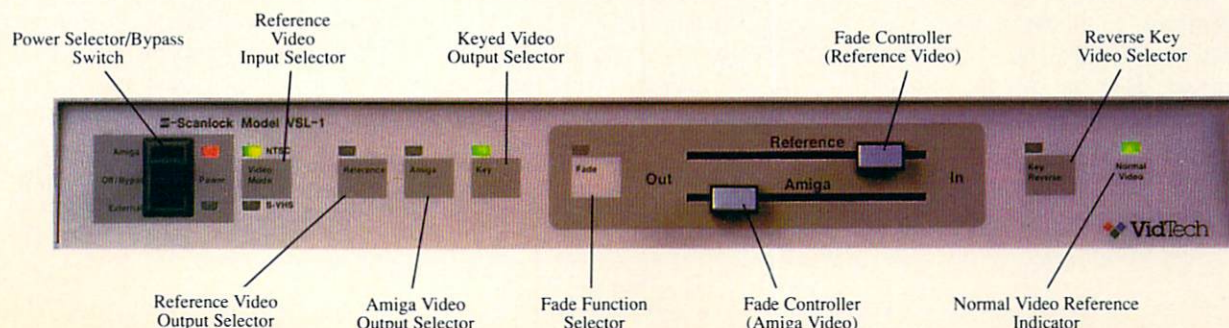 Power Selector/Bypass
Switch
Reference
Video
Input Selector
Keyed Video
Output Selector
Fade Controller
(Reference Video)
Reverse Key
Video Selector
Scanlock Model VSL-1
Amiga
Off/Bypass
External
Power
NTSC
Video
Mode
S-VHS
Reference
Amiga
Key
Fade
Out
Reference
Amiga
In
Key
Reverse
Normal
Video
VidTech
Reference Video
Output Selector
Amiga Video
Output Selector
Fade Function
Selector
Fade Controller
(Amiga Video)
Normal Video Reference
Indicator